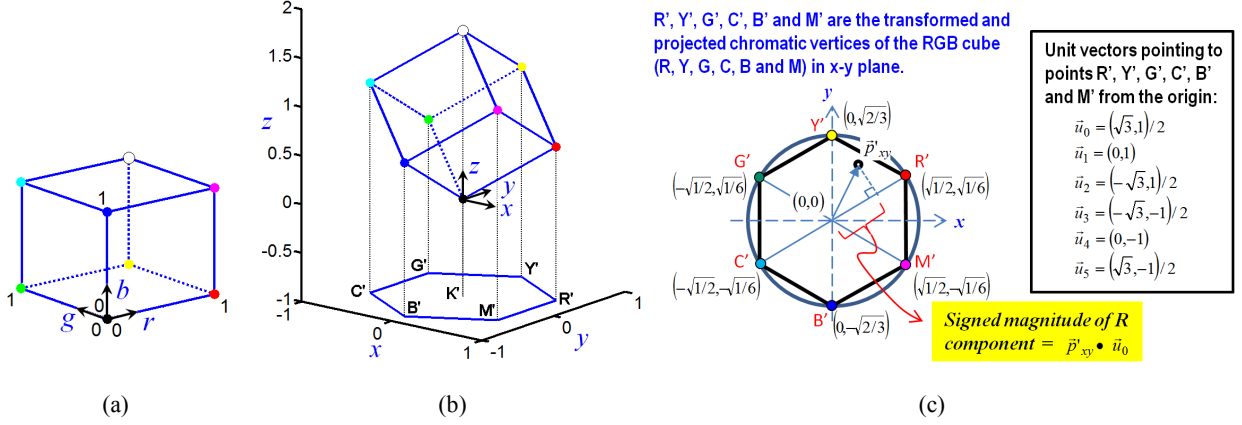 1
1
1
0
0
0
b
g
r
(a)
2
1.5
1
0.5
0
-0.5
-1
z
z
y
x
G'
Y'
C'
K'
B'
M'
R'
-1
0
1
x
-1
0
1
y
(b)
R', Y', G', C', B' and M' are the transformed and
projected chromatic vertices of the RGB cube
(R, Y, G, C, B and M) in x-y plane.
y
(0,√2/3)
Y'
p⃗'xy
G'
R'
(-√1/2,√1/6)
(√1/2,√1/6)
(0,0)
x
C'
M'
(-√1/2,-√1/6)
(√1/2,-√1/6)
B'
(0,-√2/3)
Signed magnitude of R
component = p⃗'xy • u⃗0
Unit vectors pointing to
points R', Y', G', C', B'
and M' from the origin:
u⃗0 = (√3,1)/2
u⃗1 = (0,1)
u⃗2 = (-√3,1)/2
u⃗3 = (-√3,-1)/2
u⃗4 = (0,-1)
u⃗5 = (√3,-1)/2
(c)